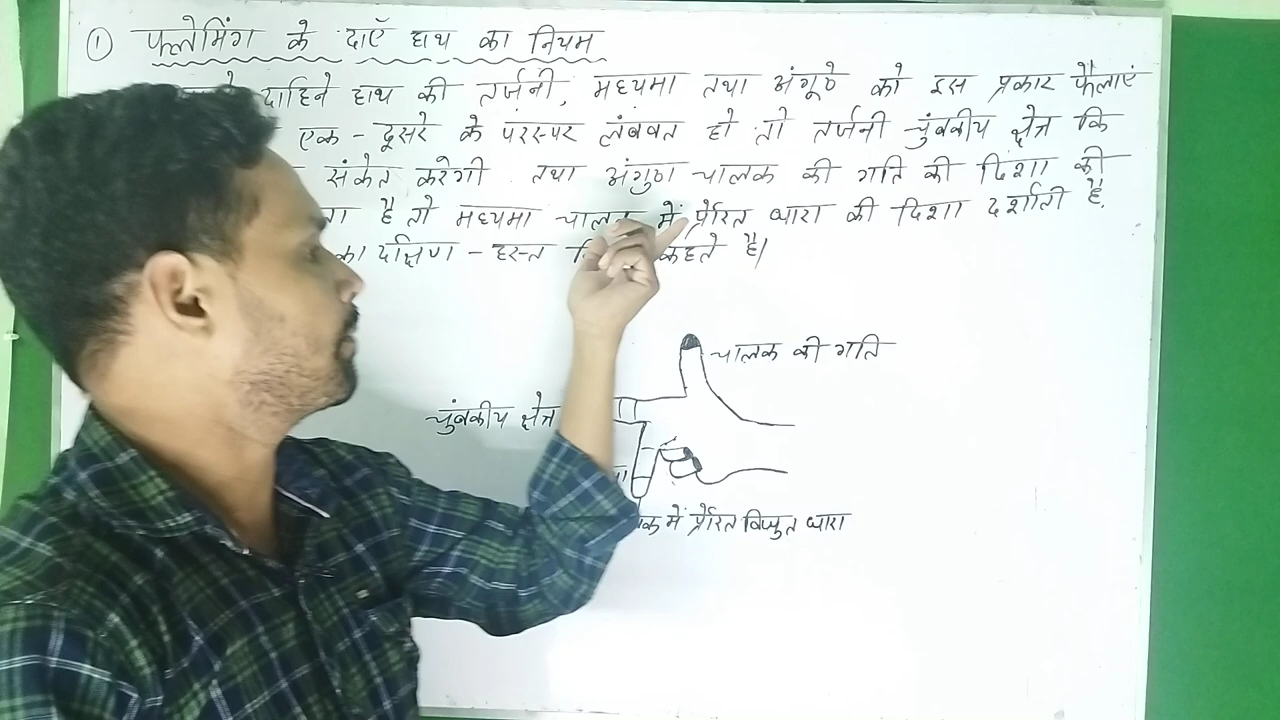 ① फ्लेमिंग के दाएँ हाथ का नियम
दाहिने हाथ की तर्जनी, मध्यमा तथा अंगूठे को इस प्रकार फैलाएं
एक - दूसरे के परस्पर लंबवत हो तो तर्जनी चुंबकीय क्षेत्र कि
संकेत करेगी तथा अंगुठा चालक की गति की दिशा की
है तो मध्यमा चालक में प्रेरित धारा की दिशा दर्शाती है.
का दक्षिण - हस्त कहते है।
चालक की गति
चुंबकीय क्षेत्र
में प्रेरित विद्युत धारा